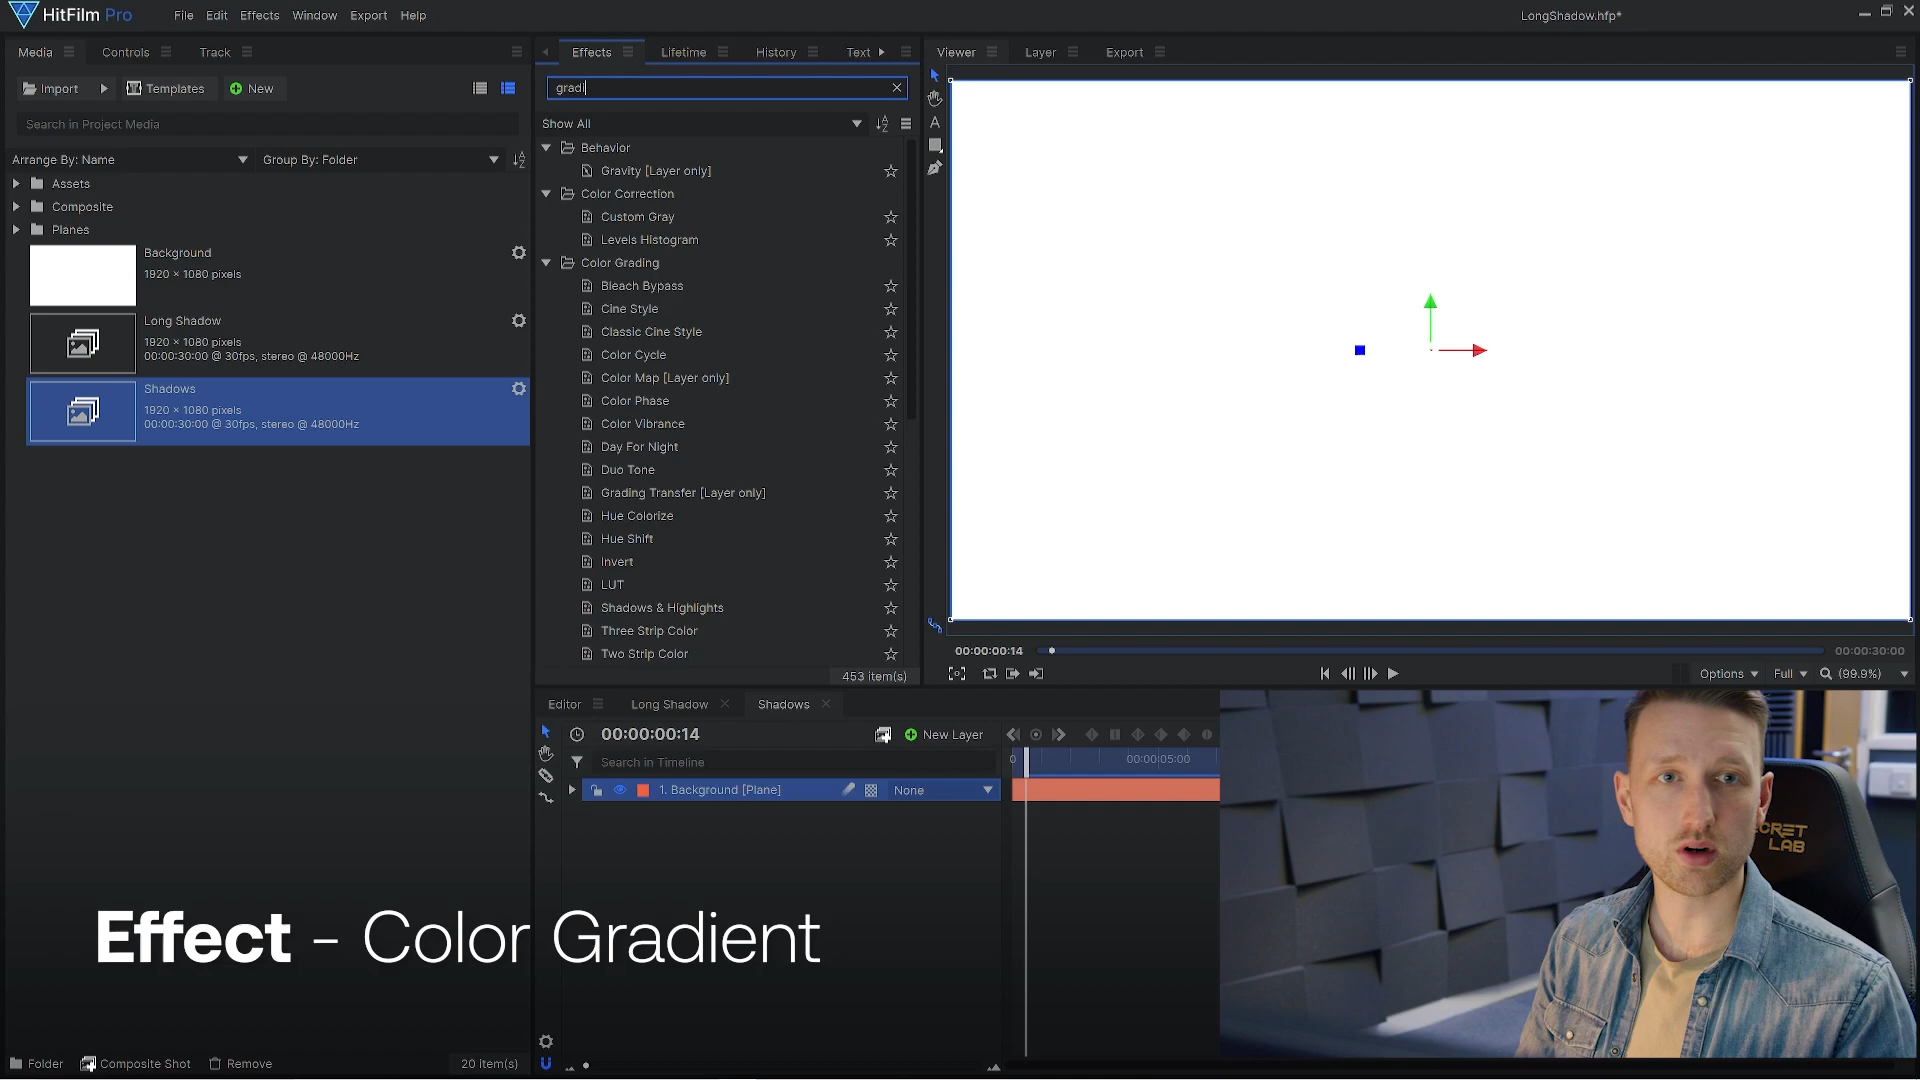 HitFilm Pro
File Edit Effects Window Export Help
LongShadow.hfp*
Media Controls Track
Import Templates New
Search in Project Media
Arrange By: Name Group By: Folder
Assets
Composite
Planes
Background
1920 × 1080 pixels
Long Shadow
1920 × 1080 pixels
00:00:30:00 @ 30fps, stereo @ 48000Hz
Shadows
1920 × 1080 pixels
00:00:30:00 @ 30fps, stereo @ 48000Hz
Folder Composite Shot Remove 20 item(s)
Effects Lifetime History Text
gradi
Show All
Behavior
Gravity [Layer only]
Color Correction
Custom Gray
Levels Histogram
Color Grading
Bleach Bypass
Cine Style
Classic Cine Style
Color Cycle
Color Map [Layer only]
Color Phase
Color Vibrance
Day For Night
Duo Tone
Grading Transfer [Layer only]
Hue Colorize
Hue Shift
Invert
LUT
Shadows & Highlights
Three Strip Color
Two Strip Color
453 item(s)
Viewer Layer Export
A
00:00:00:14 00:00:30:00
Options Full (99.9%)
Editor Long Shadow Shadows
00:00:00:14 New Layer
Search in Timeline
0 00:00:05:00
1. Background [Plane] None
Effect - Color Gradient
CRET
LAB